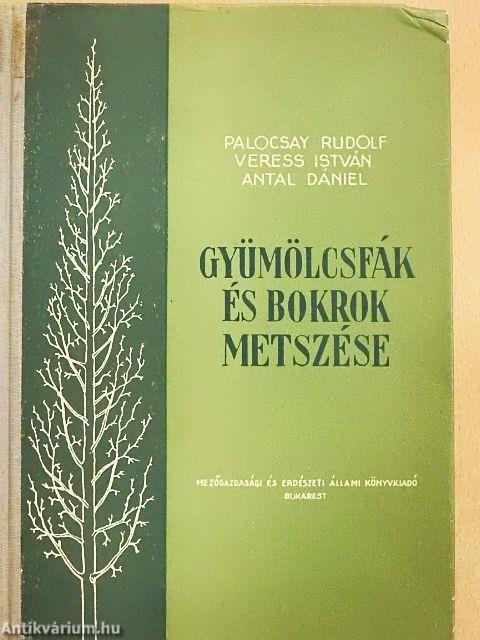 PALOCSAY RUDOLF
VERESS ISTVÁN
ANTAL DÁNIEL
GYÜMÖLCSFÁK
ÉS BOKROK
METSZÉSE
MEZŐGAZDASÁGI ÉS ERDÉSZETI ÁLLAMI KÖNYVKIADÓ
BUKAREST
Antikvárium.hu